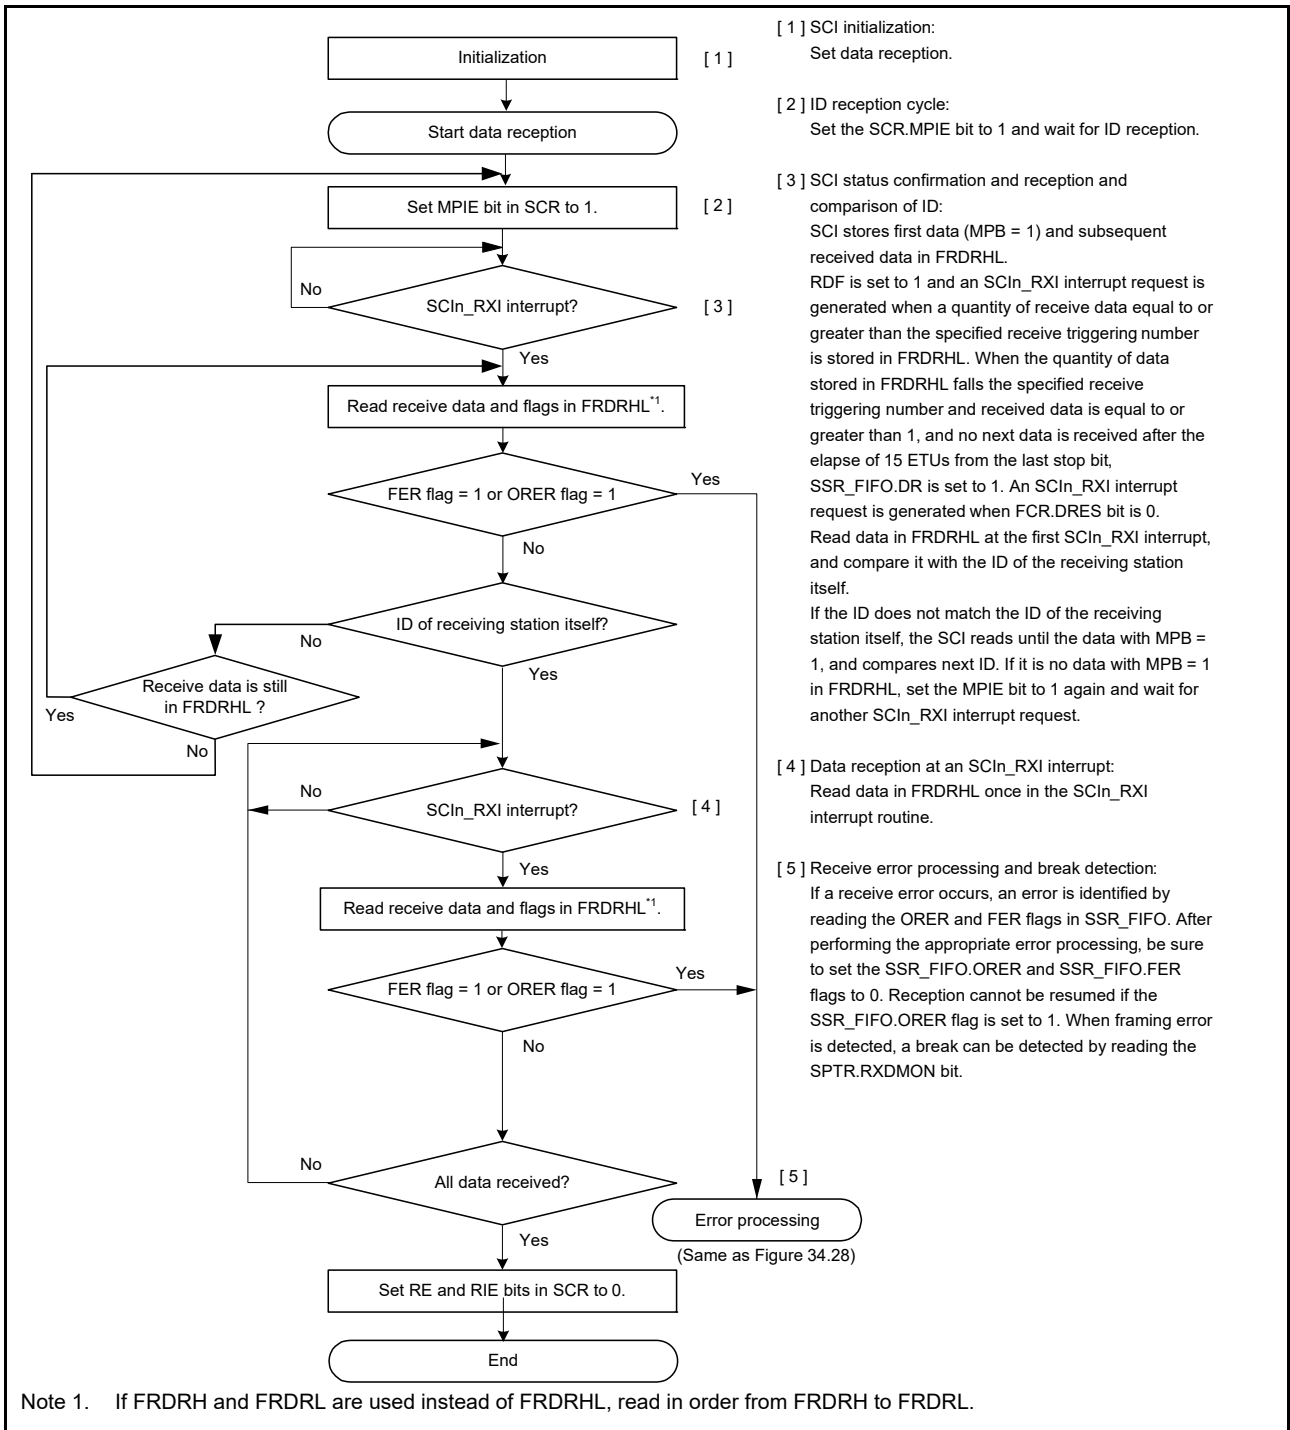 Initialization
[ 1 ]
Start data reception
Set MPIE bit in SCR to 1.
[ 2 ]
No
SCIn_RXI interrupt?
[ 3 ]
Yes
Read receive data and flags in FRDRHL*1.
FER flag = 1 or ORER flag = 1
Yes
No
ID of receiving station itself?
No
Yes
Receive data is still
in FRDRHL ?
Yes
No
No
SCIn_RXI interrupt?
[ 4 ]
Yes
Read receive data and flags in FRDRHL*1.
FER flag = 1 or ORER flag = 1
Yes
No
No
All data received?
[ 5 ]
Yes
Error processing
(Same as Figure 34.28)
Set RE and RIE bits in SCR to 0.
End
[ 1 ] SCI initialization:
Set data reception.
[ 2 ] ID reception cycle:
Set the SCR.MPIE bit to 1 and wait for ID reception.
[ 3 ] SCI status confirmation and reception and
comparison of ID:
SCI stores first data (MPB = 1) and subsequent
received data in FRDRHL.
RDF is set to 1 and an SCIn_RXI interrupt request is
generated when a quantity of receive data equal to or
greater than the specified receive triggering number
is stored in FRDRHL. When the quantity of data
stored in FRDRHL falls the specified receive
triggering number and received data is equal to or
greater than 1, and no next data is received after the
elapse of 15 ETUs from the last stop bit,
SSR_FIFO.DR is set to 1. An SCIn_RXI interrupt
request is generated when FCR.DRES bit is 0.
Read data in FRDRHL at the first SCIn_RXI interrupt,
and compare it with the ID of the receiving station
itself.
If the ID does not match the ID of the receiving
station itself, the SCI reads until the data with MPB =
1, and compares next ID. If it is no data with MPB = 1
in FRDRHL, set the MPIE bit to 1 again and wait for
another SCIn_RXI interrupt request.
[ 4 ] Data reception at an SCIn_RXI interrupt:
Read data in FRDRHL once in the SCIn_RXI
interrupt routine.
[ 5 ] Receive error processing and break detection:
If a receive error occurs, an error is identified by
reading the ORER and FER flags in SSR_FIFO. After
performing the appropriate error processing, be sure
to set the SSR_FIFO.ORER and SSR_FIFO.FER
flags to 0. Reception cannot be resumed if the
SSR_FIFO.ORER flag is set to 1. When framing error
is detected, a break can be detected by reading the
SPTR.RXDMON bit.
Note 1. If FRDRH and FRDRL are used instead of FRDRHL, read in order from FRDRH to FRDRL.